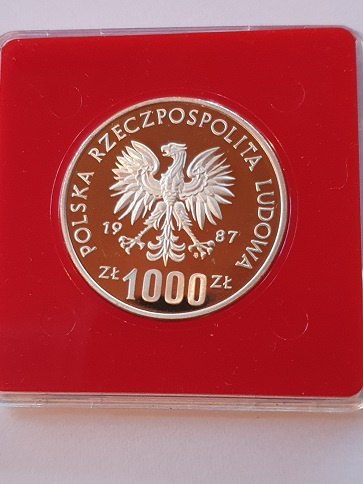 POLSKA RZECZPOSPOLITA LUDOWA
19 87
ZŁ 1000 ZŁ